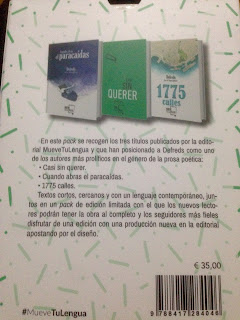 el paracaídas
QUERER
1775
calles
En este pack se recogen los tres títulos publicados por la edito-
rial MueveTuLengua y que han posicionado a Defreds como uno
de los autores más prolíficos en el género de la prosa poética:
• Casi sin querer.
• Cuando abras el paracaídas.
• 1775 calles.
Textos cortos, cercanos y con un lenguaje contemporáneo, jun-
tos en un pack de edición limitada con el que los nuevos lecto-
res podrán tener la obra al completo y los seguidores más fieles
disfrutar de una edición con una producción nueva en la editorial
apostando por el diseño.
€ 35,00
#MueveTuLengua
9 788417 284046